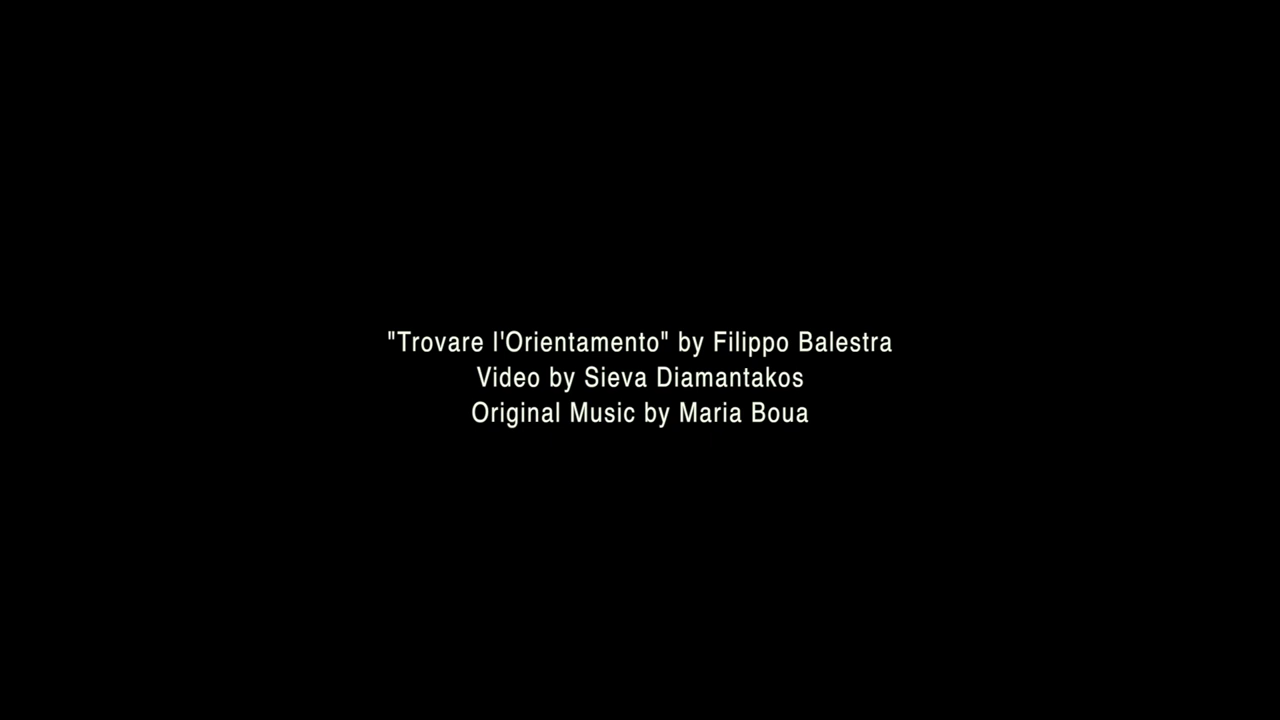 "Trovare l'Orientamento" by Filippo Balestra
Video by Sieva Diamantakos
Original Music by Maria Boua